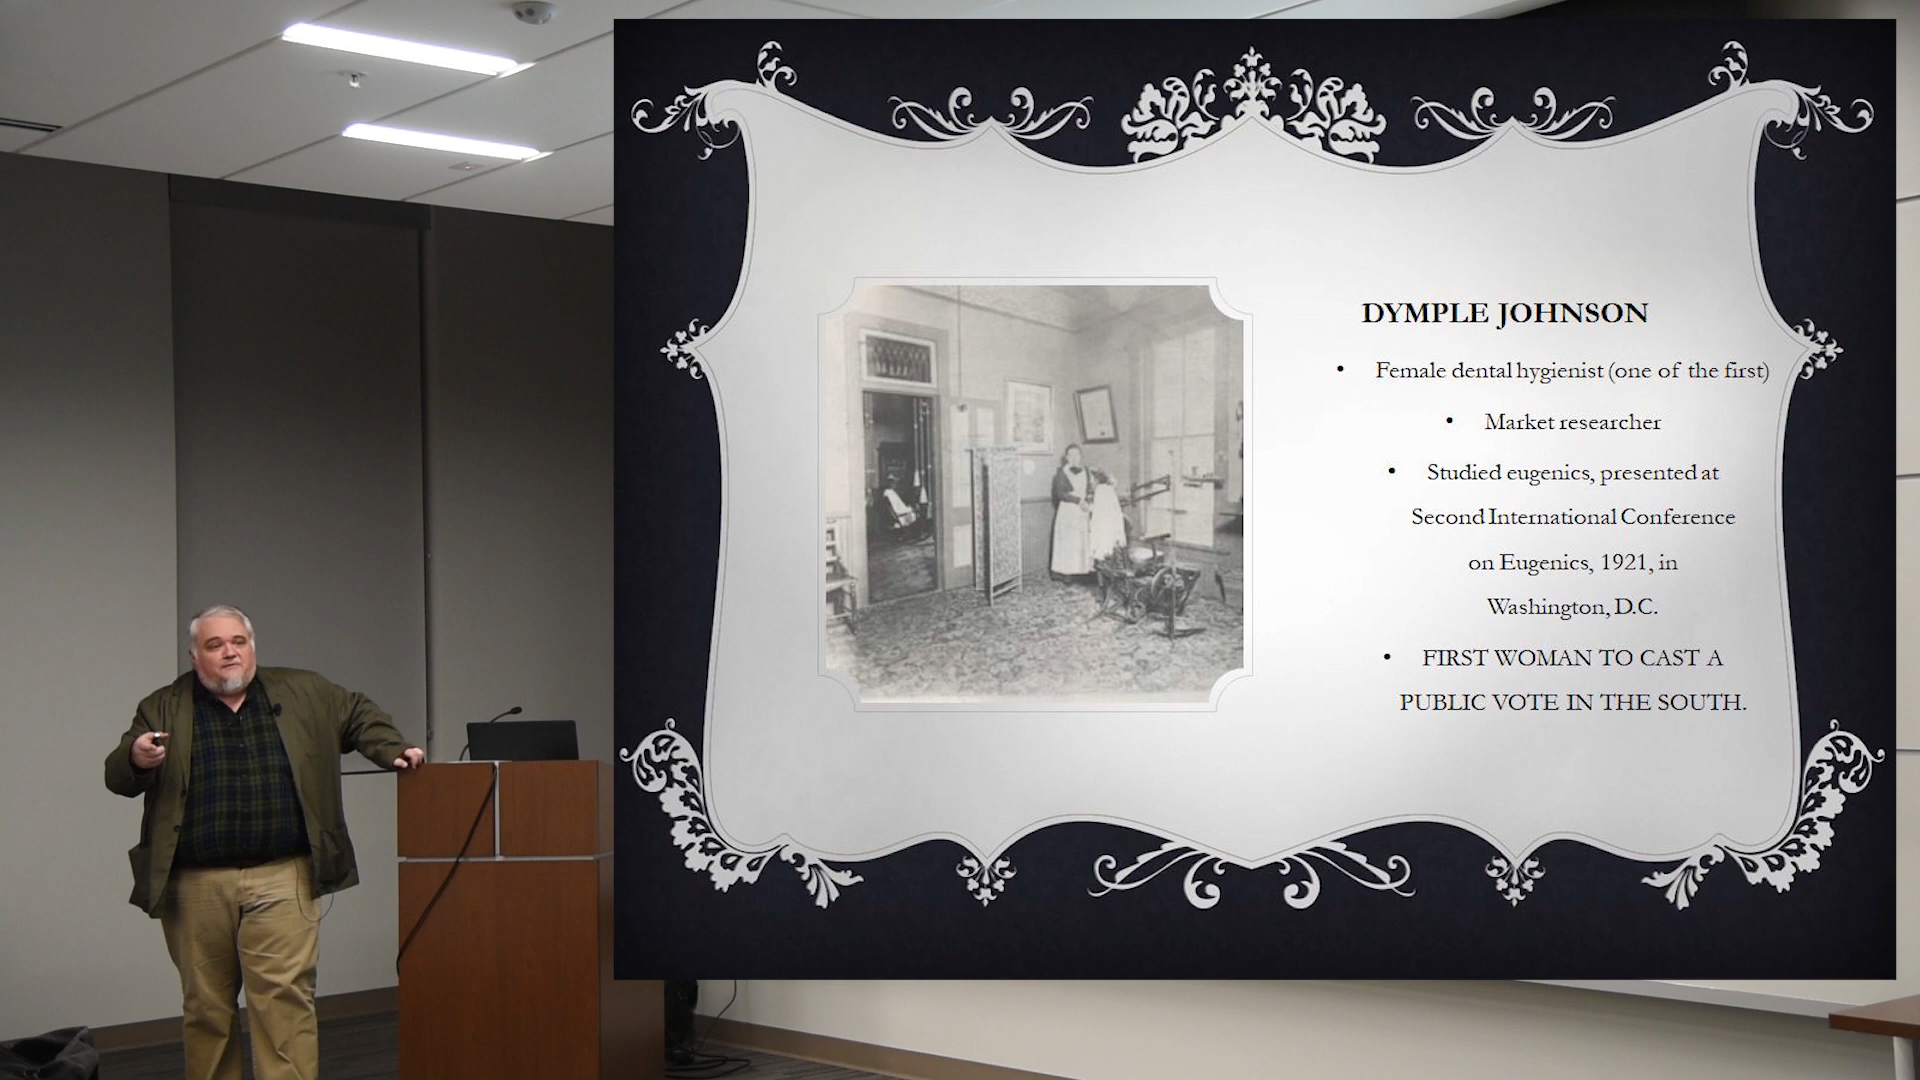 DYMPLE JOHNSON
• Female dental hygienist (one of the first)
• Market researcher
• Studied eugenics, presented at
Second International Conference
on Eugenics, 1921, in
Washington, D.C.
• FIRST WOMAN TO CAST A
PUBLIC VOTE IN THE SOUTH.